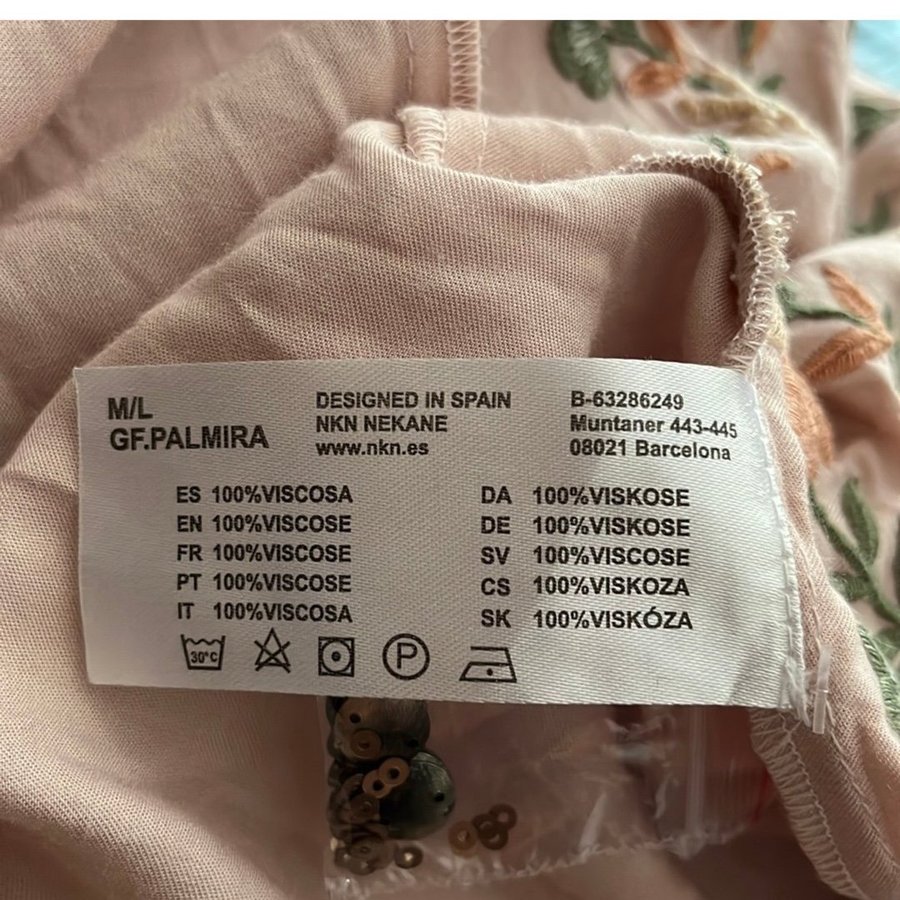 M/L
GF.PALMIRA
DESIGNED IN SPAIN
NKN NEKANE
www.nkn.es
B-63286249
Muntaner 443-445
08021 Barcelona
ES 100%VISCOSA
EN 100%VISCOSE
FR 100%VISCOSE
PT 100%VISCOSE
IT 100%VISCOSA
DA 100%VISKOSE
DE 100%VISKOSE
SV 100%VISCOSE
CS 100%VISKOZA
SK 100%VISKÓZA
30°C
P